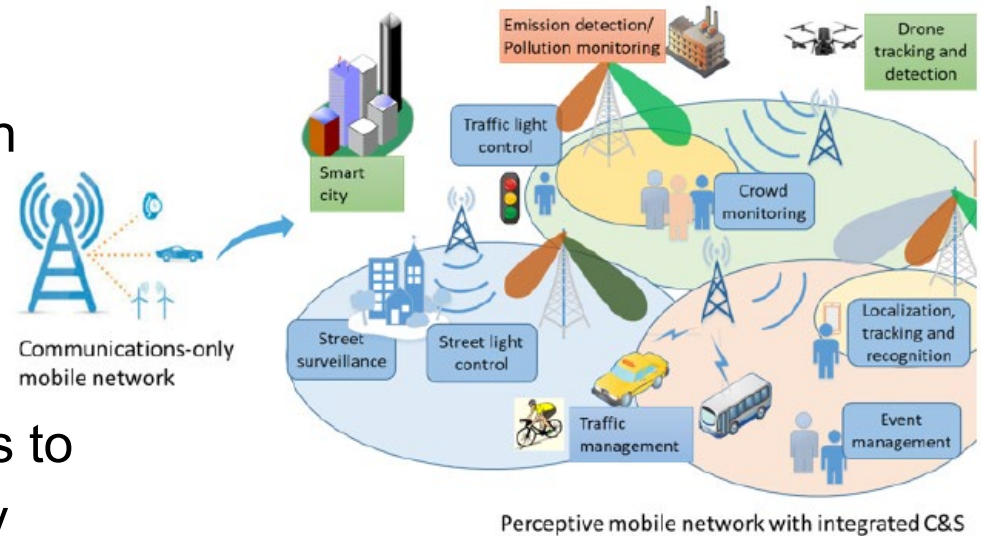 n
Communications-only
mobile network
s to
Smart
city
Emission detection/
Pollution monitoring
Drone
tracking and
detection
Traffic light
control
Crowd
monitoring
Street
surveillance
Street light
control
Localization,
tracking and
recognition
Traffic
management
Event
management
Perceptive mobile network with integrated C&S